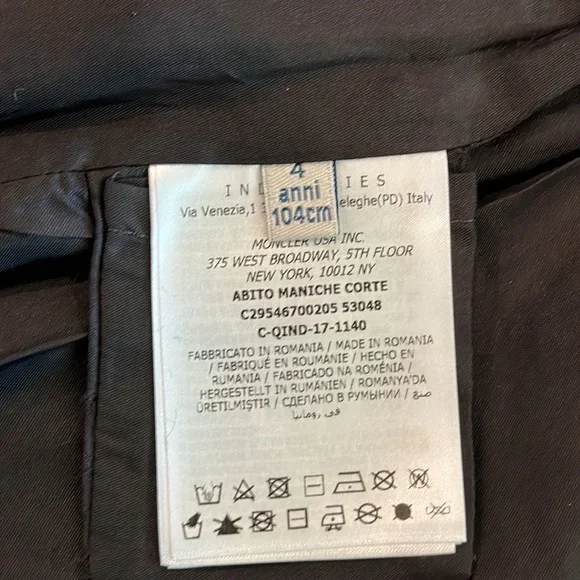 4
anni
104cm
IND IES
Via Venezia,1 eleghe(PD) Italy
MONCLER USA INC.
375 WEST BROADWAY, 5TH FLOOR
NEW YORK, 10012 NY
ABITO MANICHE CORTE
C29546700205 53048
C-QIND-17-1140
FABBRICATO IN ROMANIA / MADE IN ROMANIA
/ FABRIQUÉ EN ROUMANIE / HECHO EN
RUMANIA / FABRICADO NA ROMÉNIA /
HERGESTELLT IN RUMÄNIEN / ROMANYA'DA
ÜRETILMIŞTIR / СДЕЛАНО В РУМЫНИИ / صنع
في رومانيا